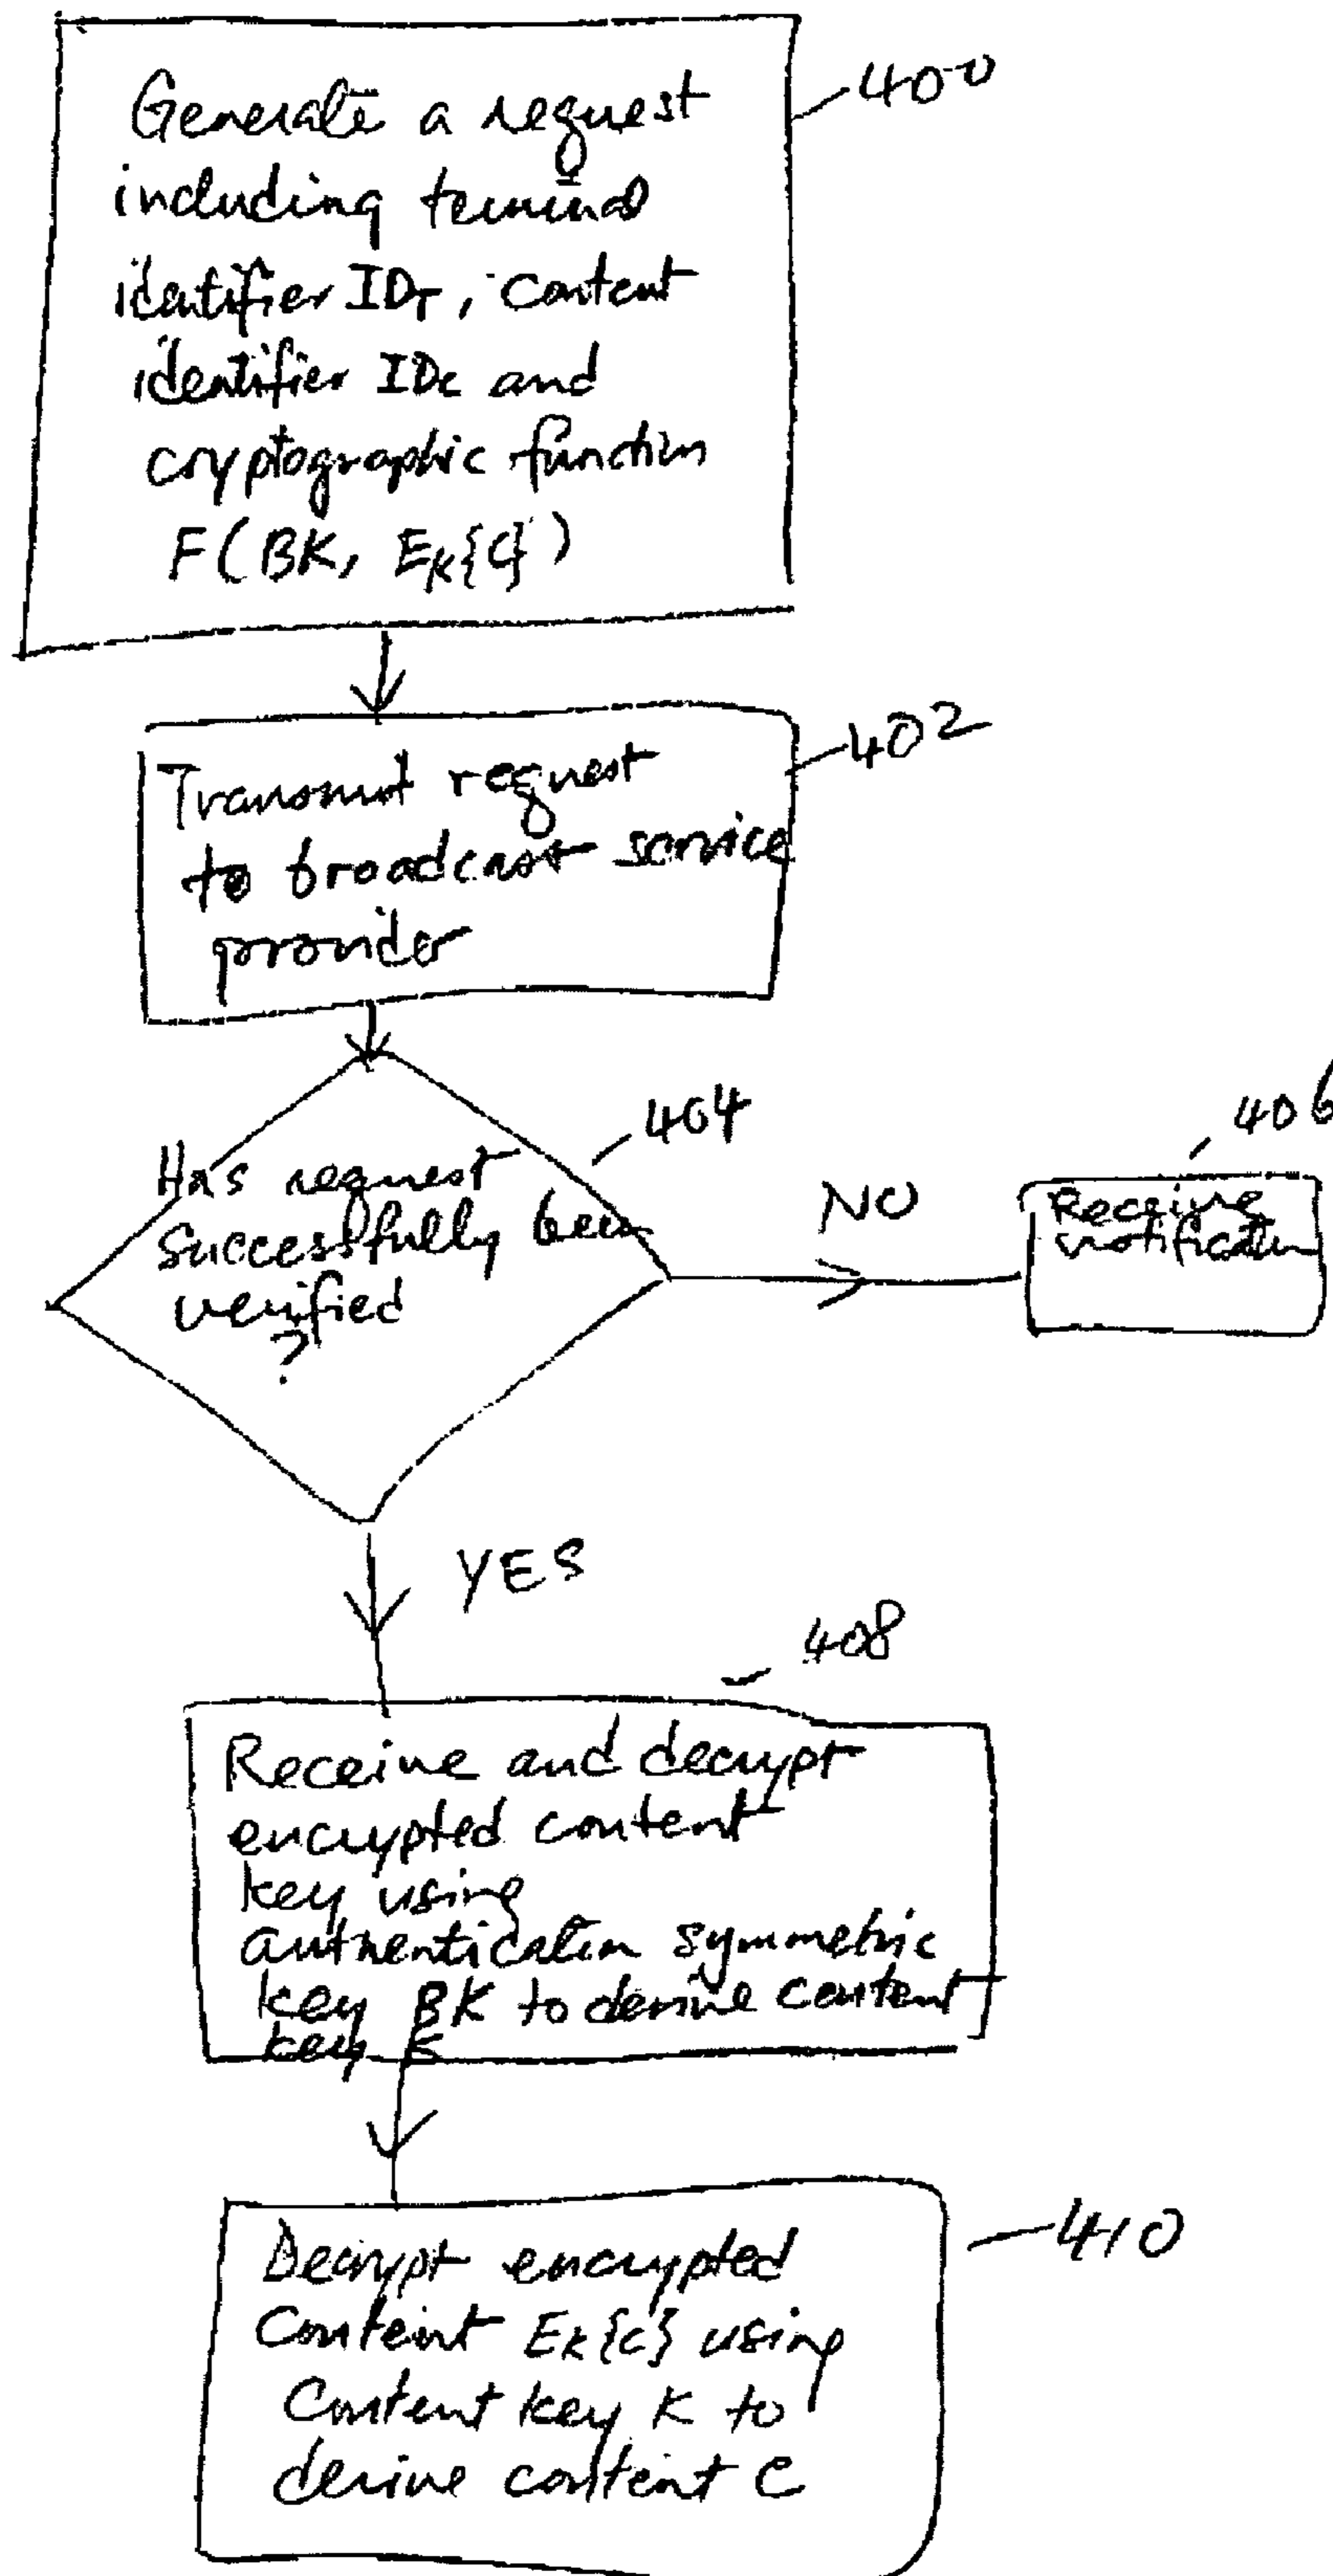 Generate a request
including terminal
identifier IDT, content
identifier IDc and
cryptographic function
F(BK, EK{C})
400
Transmit request
to broadcast service
provider
402
Has request
successfully been
verified
?
404
NO
Receive
notification
406
YES
408
Receive and decrypt
encrypted content
key using
authentication symmetric
key BK to derive content
key K
Decrypt encrypted
Content EK{C} using
Content key K to
derive content C
410